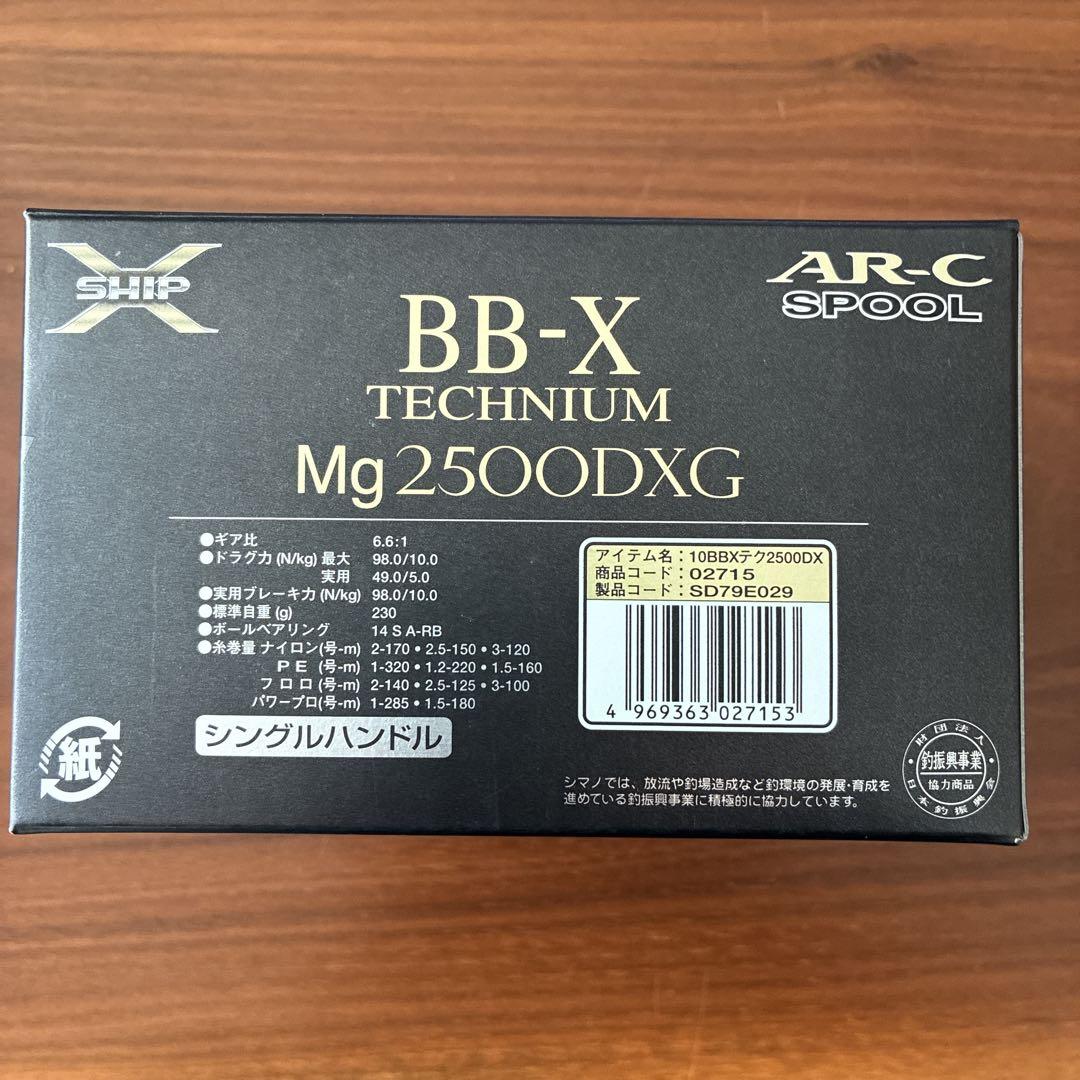 X SHIP
AR-C
SPOOL
BB-X
TECHNIUM
Mg 2500DXG
●ギア比 6.6:1
●ドラグ力 (N/kg) 最大 98.0/10.0
実用 49.0/5.0
●実用ブレーキ力 (N/kg) 98.0/10.0
●標準自重 (g) 230
●ボールベアリング 14 S A-RB
●糸巻量 ナイロン(号-m) 2-170・2.5-150・3-120
PE (号-m) 1-320・1.2-220・1.5-160
フロロ(号-m) 2-140・2.5-125・3-100
パワープロ(号-m) 1-285・1.5-180
シングルハンドル
アイテム名：10BBXテク2500DX
商品コード：02715
製品コード：SD79E029
4 969363 027153
紙
シマノでは、放流や釣場造成など釣環境の発展・育成を
進めている釣振興事業に積極的に協力しています。
財団法人
釣振興事業
協力商品
日本釣振興会